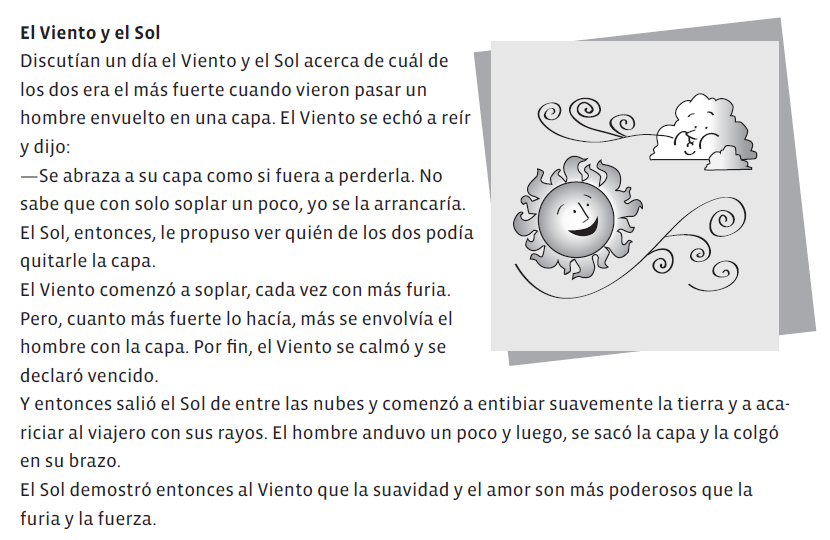 El Viento y el Sol
Discutían un día el Viento y el Sol acerca de cuál de
los dos era el más fuerte cuando vieron pasar un
hombre envuelto en una capa. El Viento se echó a reír
y dijo:
—Se abraza a su capa como si fuera a perderla. No
sabe que con solo soplar un poco, yo se la arrancaría.
El Sol, entonces, le propuso ver quién de los dos podía
quitarle la capa.
El Viento comenzó a soplar, cada vez con más furia.
Pero, cuanto más fuerte lo hacía, más se envolvía el
hombre con la capa. Por fin, el Viento se calmó y se
declaró vencido.
Y entonces salió el Sol de entre las nubes y comenzó a entibiar suavemente la tierra y a aca-
riciar al viajero con sus rayos. El hombre anduvo un poco y luego, se sacó la capa y la colgó
en su brazo.
El Sol demostró entonces al Viento que la suavidad y el amor son más poderosos que la
furia y la fuerza.